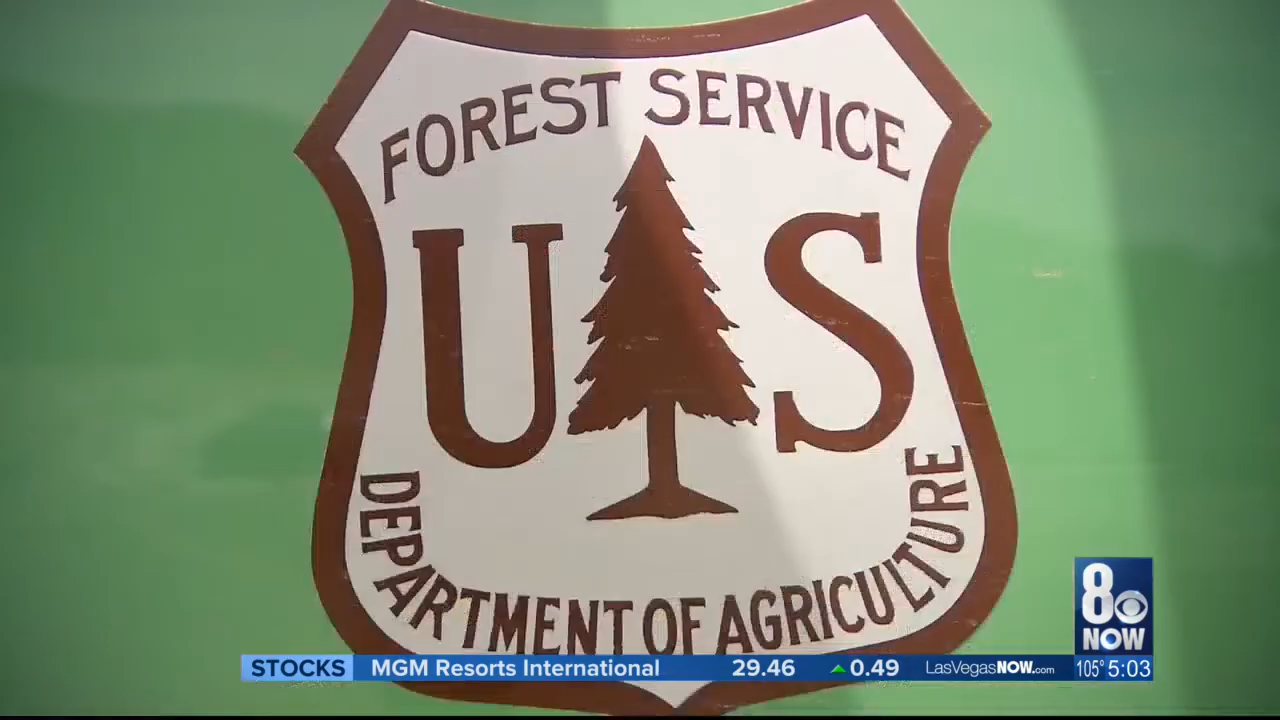 FOREST SERVICE
U S
DEPARTMENT OF AGRICULTURE
8
NOW
STOCKS MGM Resorts International 29.46 ▲0.49 LasVegasNOW.com 105° 5:03